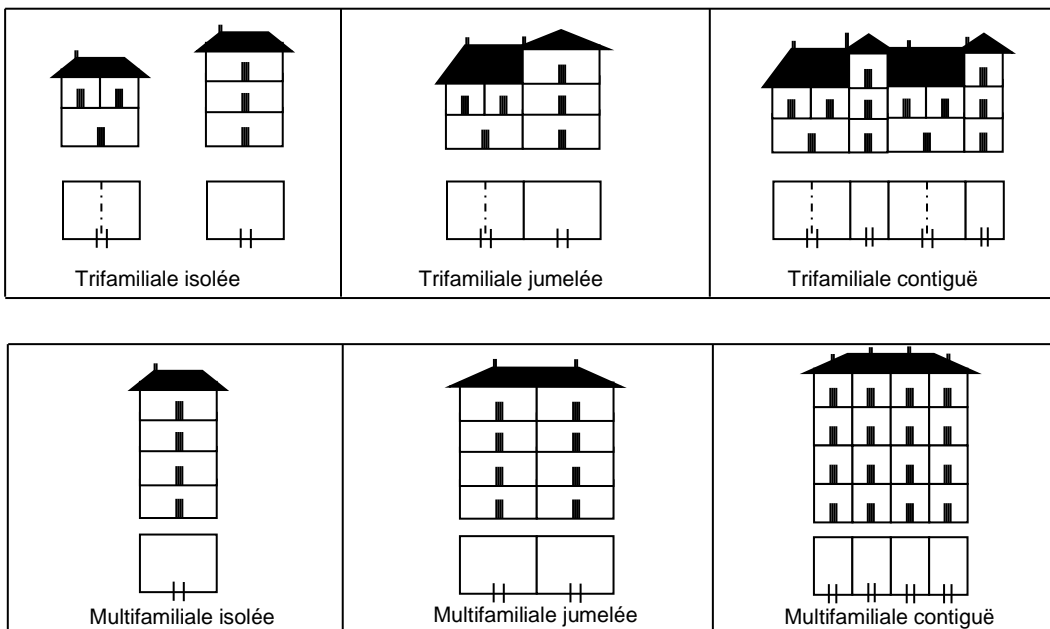 Trifamiliale isolée
Trifamiliale jumelée
Trifamiliale contiguë
Multifamiliale isolée
Multifamiliale jumelée
Multifamiliale contiguë